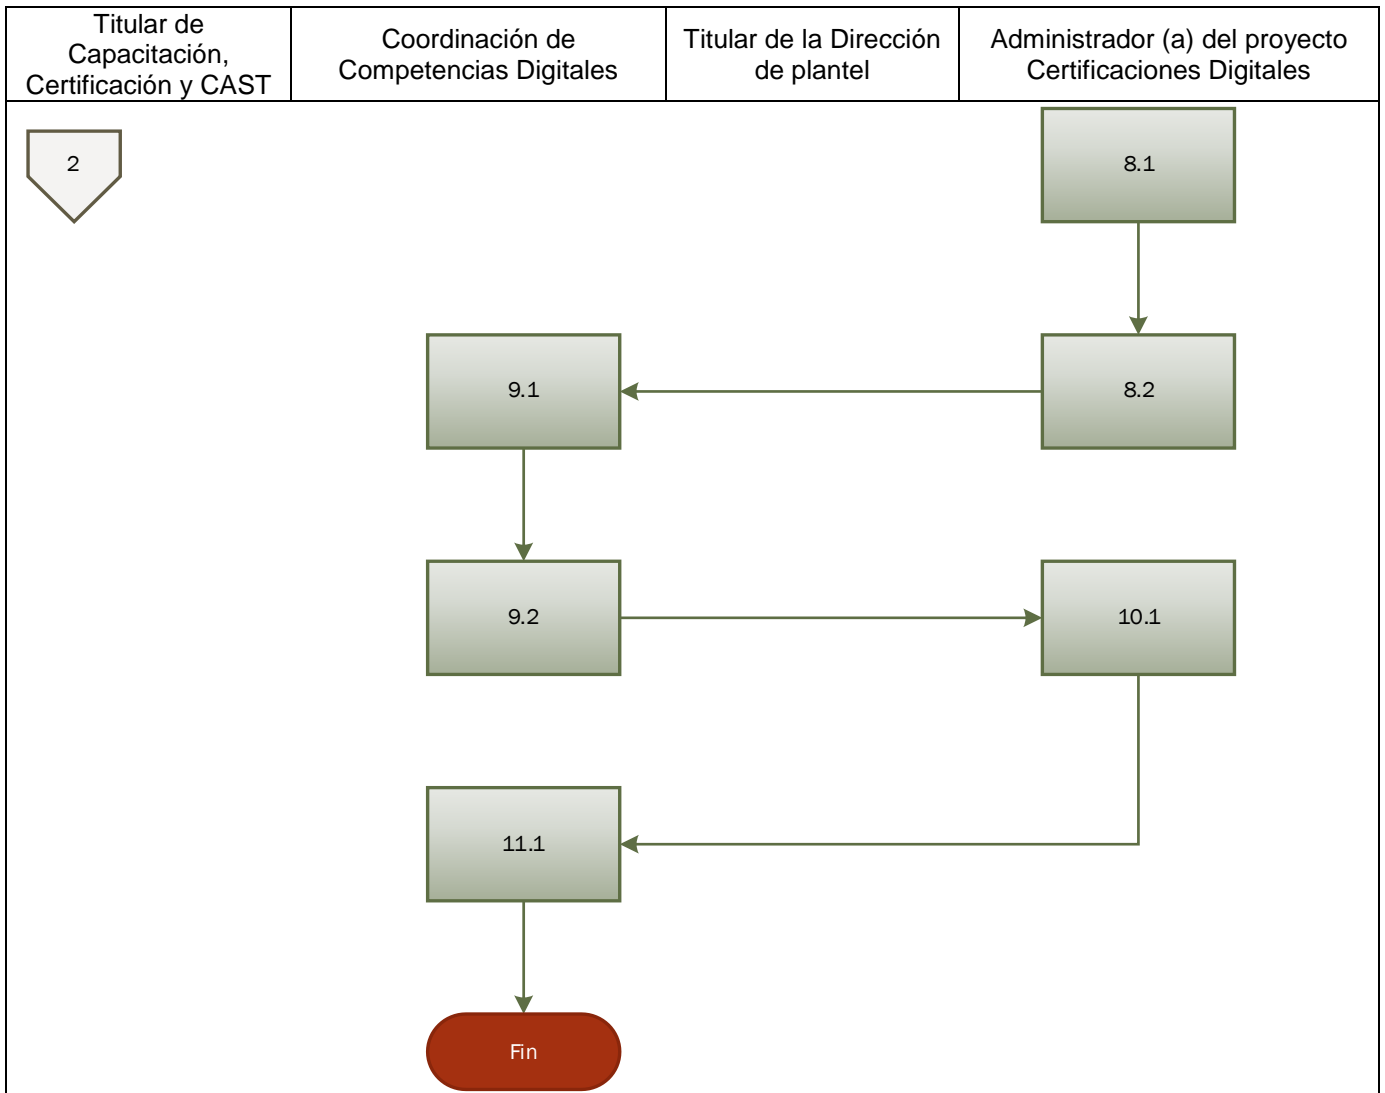 Titular de
Capacitación,
Certificación y CAST
Coordinación de
Competencias Digitales
Titular de la Dirección
de plantel
Administrador (a) del proyecto
Certificaciones Digitales
2
8.1
9.1
8.2
9.2
10.1
11.1
Fin